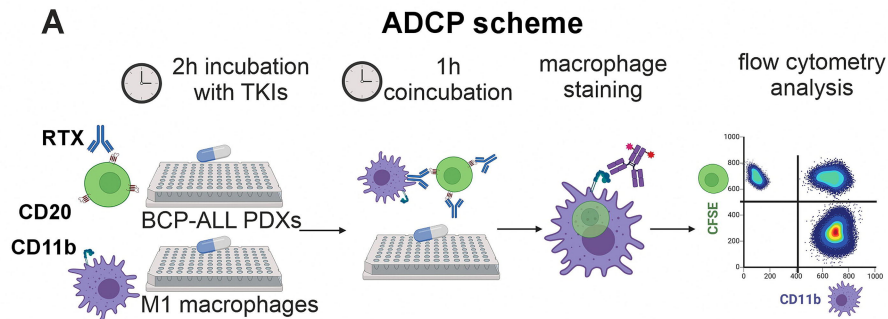 A
ADCP scheme
2h incubation
with TKIs
1h
coincubation
macrophage
staining
flow cytometry
analysis
RTX
CD20
BCP-ALL PDXs
CD11b
M1 macrophages
1000
800
600
400
200
0
CFSE
0
200
400
600
800
1000
CD11b